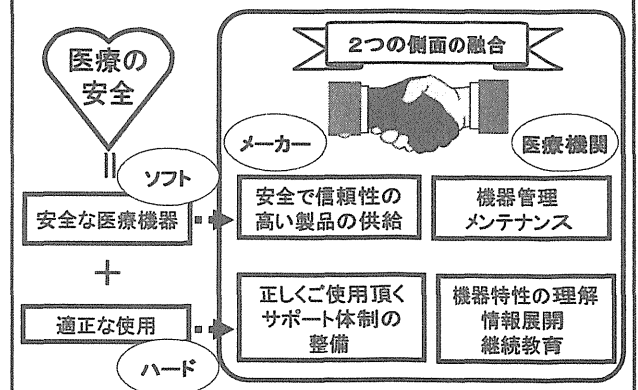 医療の
安全
=
ソフト
安全な医療機器
+
適正な使用
ハード
2つの側面の融合
メーカー
医療機関
安全で信頼性の
高い製品の供給
機器管理
メンテナンス
正しくご使用頂く
サポート体制の
整備
機器特性の理解
情報展開
継続教育